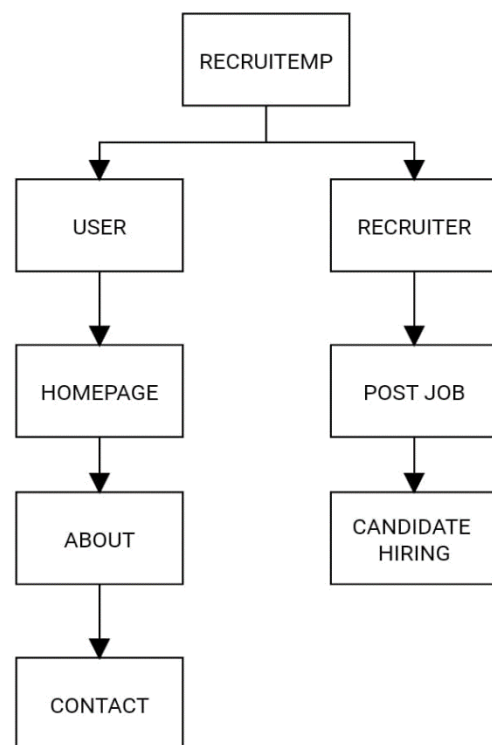 RECRUITEMP
USER
RECRUITER
HOMEPAGE
POST JOB
ABOUT
CANDIDATE
HIRING
CONTACT